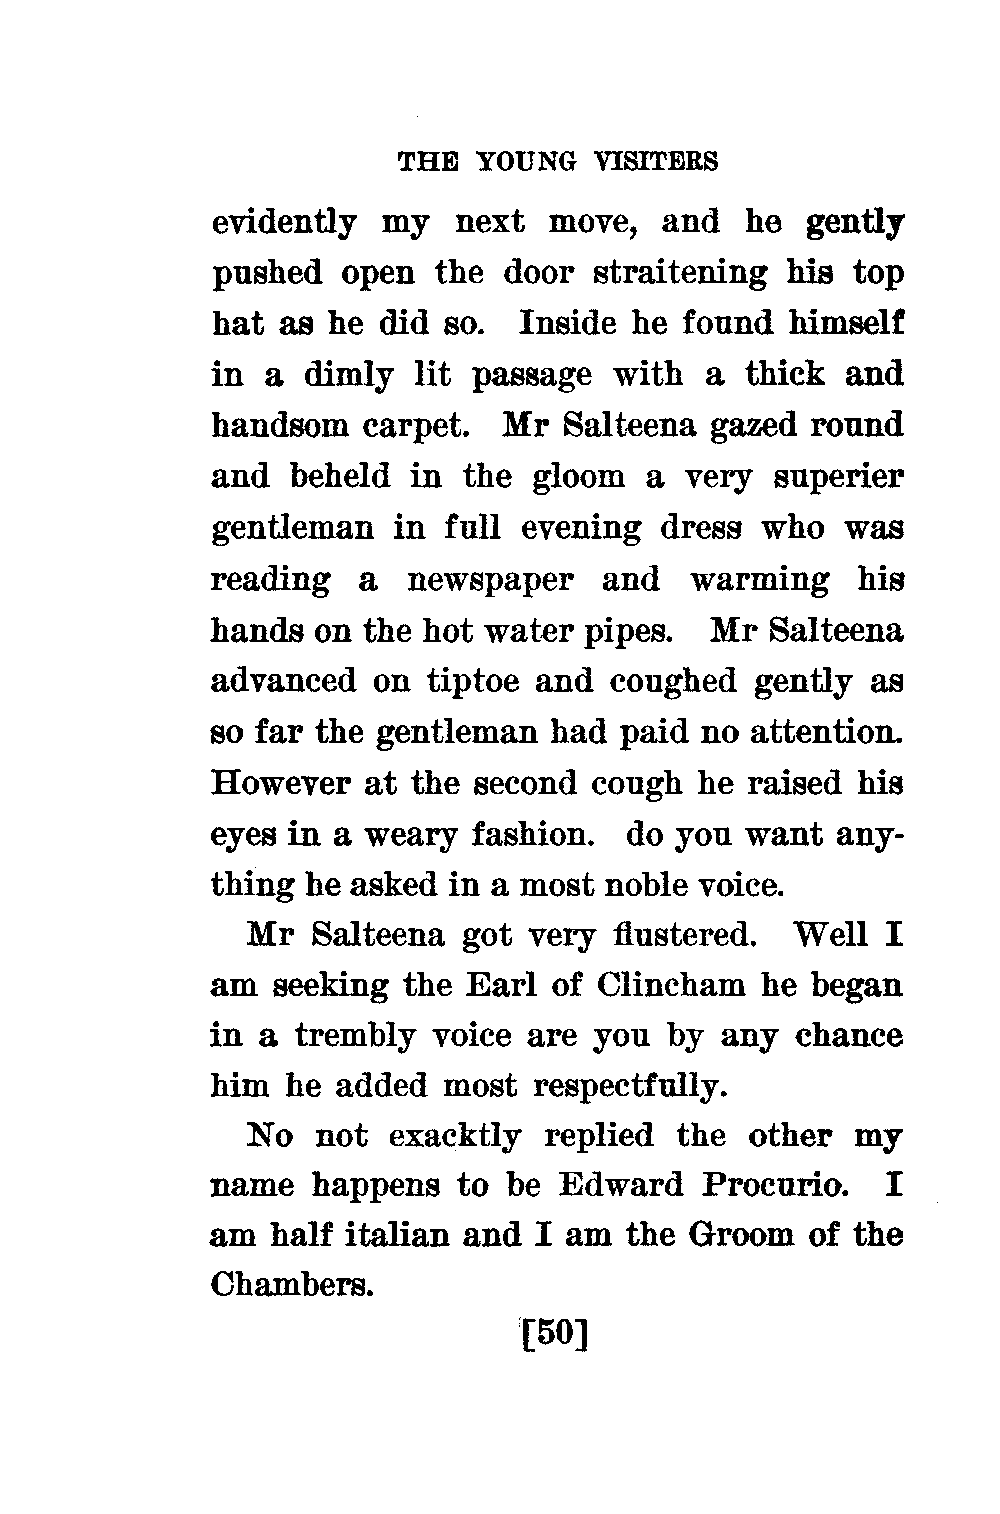 THE YOUNG VISITERS
evidently my next move, and he gently
pushed open the door straitening his top
hat as he did so. Inside he found himself
in a dimly lit passage with a thick and
handsom carpet. Mr Salteena gazed round
and beheld in the gloom a very superier
gentleman in full evening dress who was
reading a newspaper and warming his
hands on the hot water pipes. Mr Salteena
advanced on tiptoe and coughed gently as
so far the gentleman had paid no attention.
However at the second cough he raised his
eyes in a weary fashion. do you want any-
thing he asked in a most noble voice.
Mr Salteena got very flustered. Well I
am seeking the Earl of Clincham he began
in a trembly voice are you by any chance
him he added most respectfully.
No not exacktly replied the other my
name happens to be Edward Procurio. I
am half italian and I am the Groom of the
Chambers.
[50]